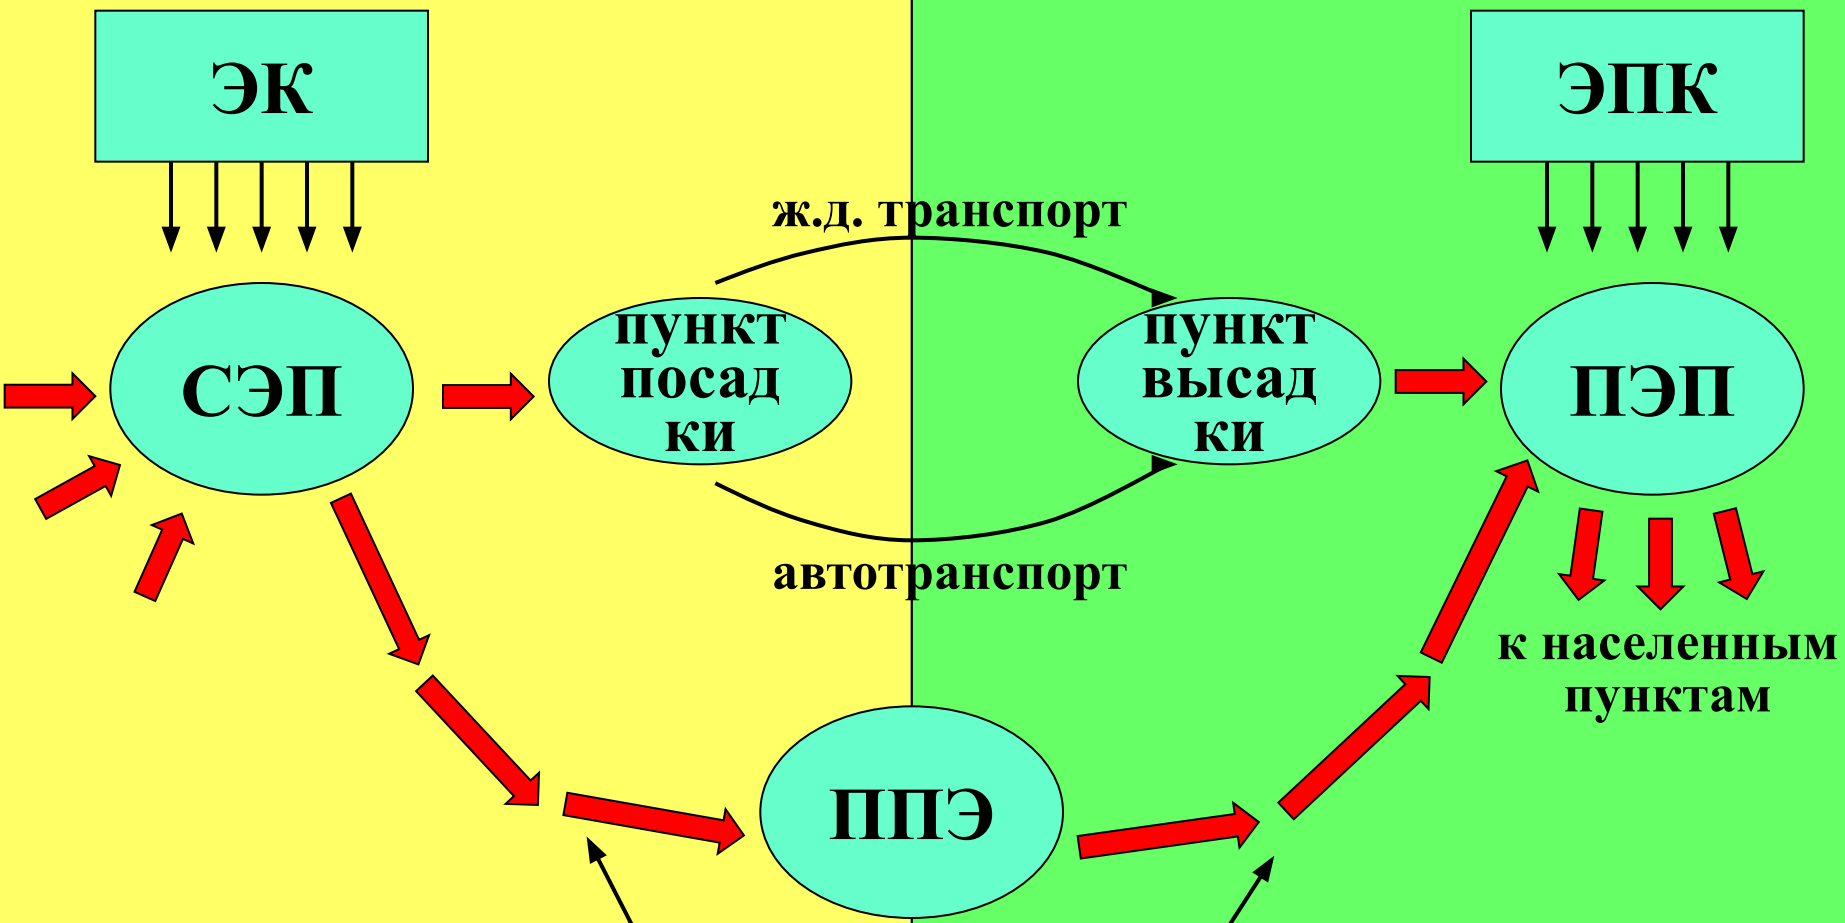 ЭК
ЭПК
ж.д. транспорт
СЭП
пункт
посад
ки
пункт
высад
ки
ПЭП
автотранспорт
к населенным
пунктам
ППЭ